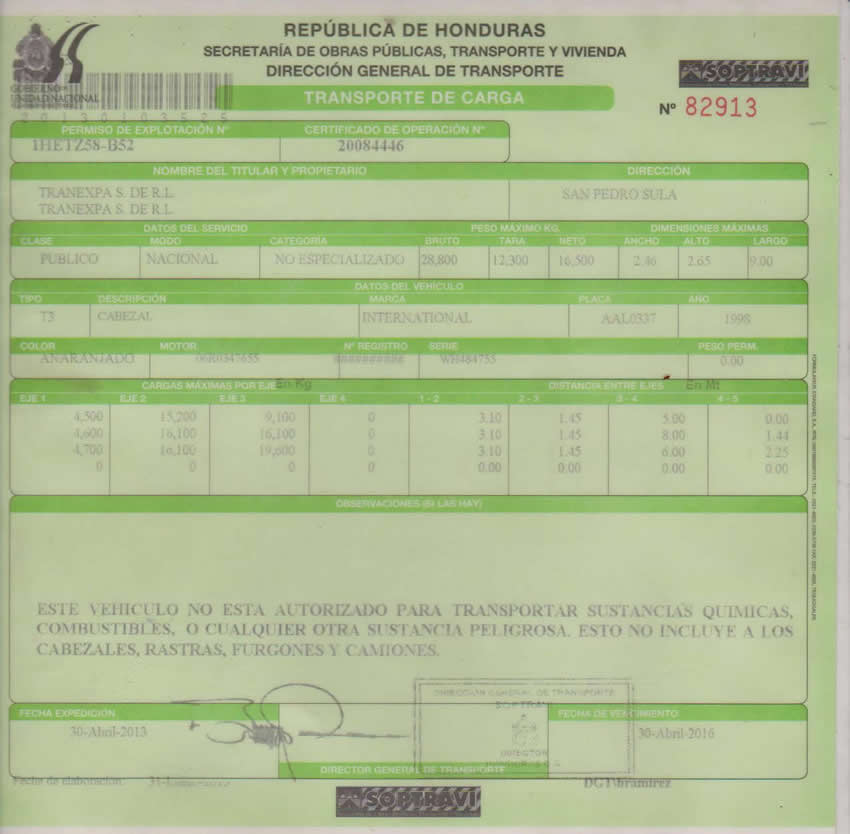 REPÚBLICA DE HONDURAS
SECRETARÍA DE OBRAS PÚBLICAS, TRANSPORTE Y VIVIENDA
DIRECCIÓN GENERAL DE TRANSPORTE
GOBIERNO DE
UNIDAD NACIONAL
SOPTRAVI
TRANSPORTE DE CARGA
Nº 82913
20130103525
PERMISO DE EXPLOTACIÓN Nº CERTIFICADO DE OPERACIÓN Nº
1HETZ58-B52 20084446
NOMBRE DEL TITULAR Y PROPIETARIO DIRECCIÓN
TRANEXPA S. DE R.L. SAN PEDRO SULA
TRANEXPA S. DE R.L.
DATOS DEL SERVICIO PESO MÁXIMO KG. DIMENSIONES MÁXIMAS
CLASE MODO CATEGORÍA BRUTO TARA NETO ANCHO ALTO LARGO
PUBLICO NACIONAL NO ESPECIALIZADO 28,800 12,300 16,500 2.46 2.65 9.00
DATOS DEL VEHÍCULO
TIPO DESCRIPCIÓN MARCA PLACA AÑO
T3 CABEZAL INTERNATIONAL AAL0337 1998
COLOR MOTOR Nº REGISTRO SERIE PESO PERM.
ANARANJADO 06R0347655 ########## WH484755 0.00
CARGAS MÁXIMAS POR EJE En Kg DISTANCIA ENTRE EJES En Mt
EJE 1 EJE 2 EJE 3 EJE 4 1 - 2 2 - 3 3 - 4 4 - 5
4,500 15,200 9,100 0 3.10 1.45 5.00 0.00
4,600 16,100 16,100 0 3.10 1.45 8.00 1.44
4,700 16,100 19,600 0 3.10 1.45 6.00 2.25
0 0 0 0 0.00 0.00 0.00 0.00
OBSERVACIONES (SI LAS HAY)
ESTE VEHICULO NO ESTA AUTORIZADO PARA TRANSPORTAR SUSTANCIAS QUIMICAS,
COMBUSTIBLES, O CUALQUIER OTRA SUSTANCIA PELIGROSA. ESTO NO INCLUYE A LOS
CABEZALES, RASTRAS, FURGONES Y CAMIONES.
DIRECCION GENERAL DE TRANSPORTE
SOPTRAVI
DIRECTOR
FECHA EXPEDICIÓN FECHA DE VENCIMIENTO
30-Abril-2013 30-Abril-2016
DIRECTOR GENERAL DE TRANSPORTE
Fecha de elaboración: DGT\bramirez
SOPTRAVI